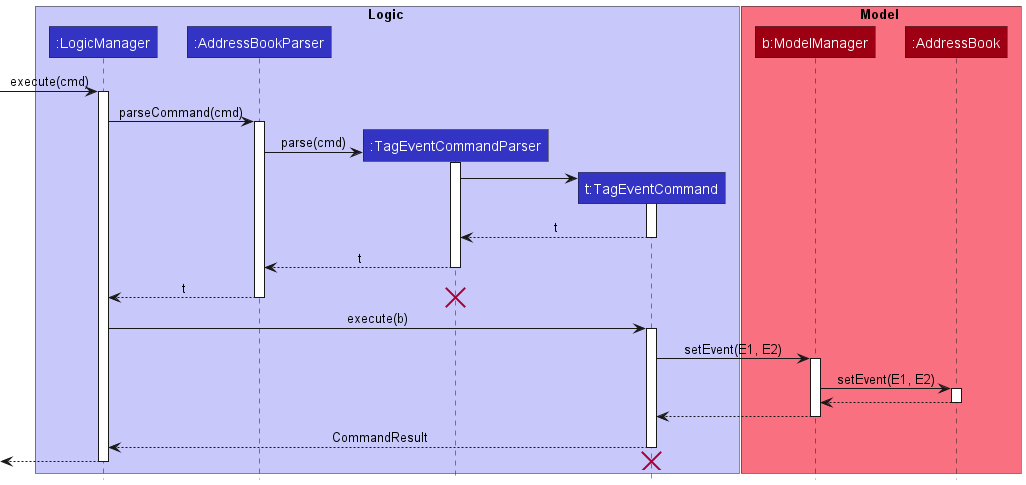 Logic
Model
:LogicManager
:AddressBookParser
b:ModelManager
:AddressBook
execute(cmd)
parseCommand(cmd)
parse(cmd)
:TagEventCommandParser
t:TagEventCommand
t
t
t
execute(b)
setEvent(E1, E2)
setEvent(E1, E2)
CommandResult